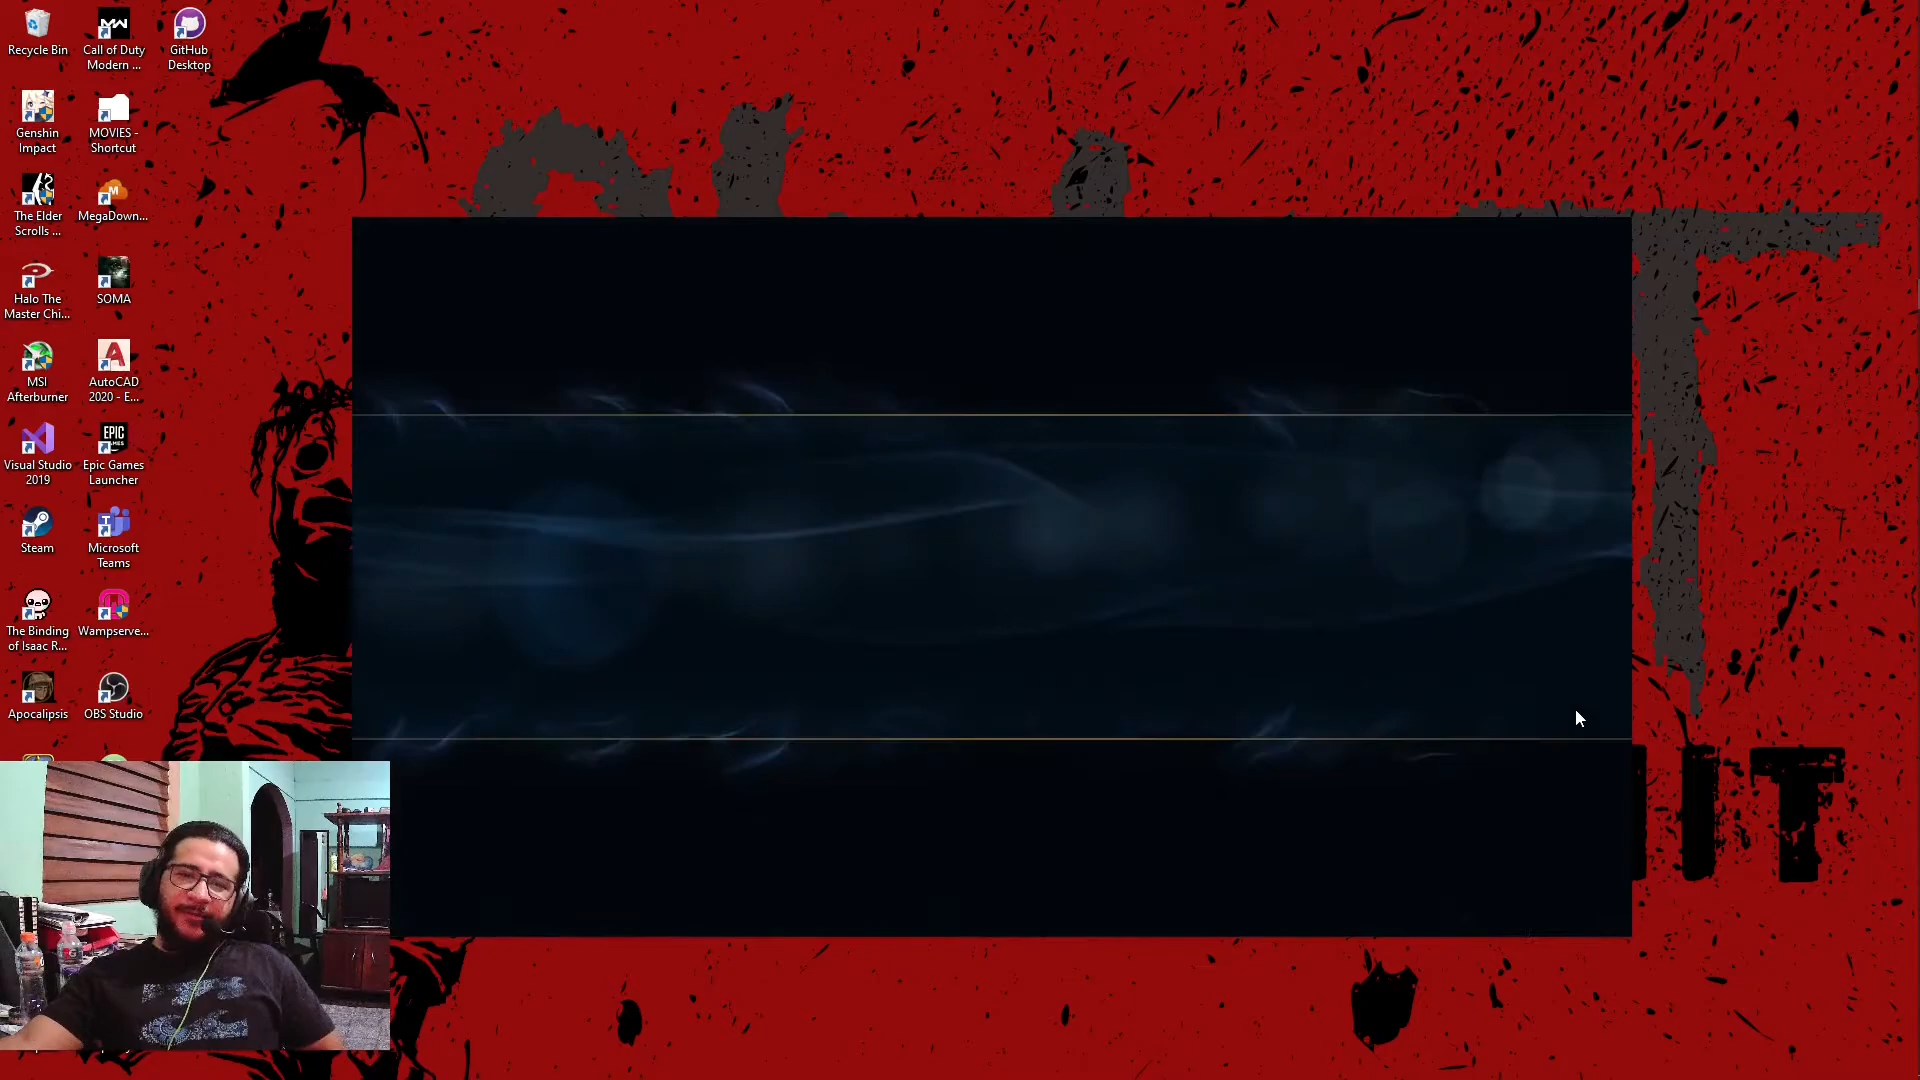 Recycle Bin
Call of Duty
Modern ...
GitHub
Desktop
Genshin
Impact
MOVIES -
Shortcut
The Elder
Scrolls ...
MegaDown...
Halo The
Master Chi...
SOMA
MSI
Afterburner
AutoCAD
2020 - E...
Visual Studio
2019
EPIC
GAMES
Epic Games
Launcher
Steam
Microsoft
Teams
The Binding
of Isaac R...
Wampserve...
Apocalipsis
OBS Studio